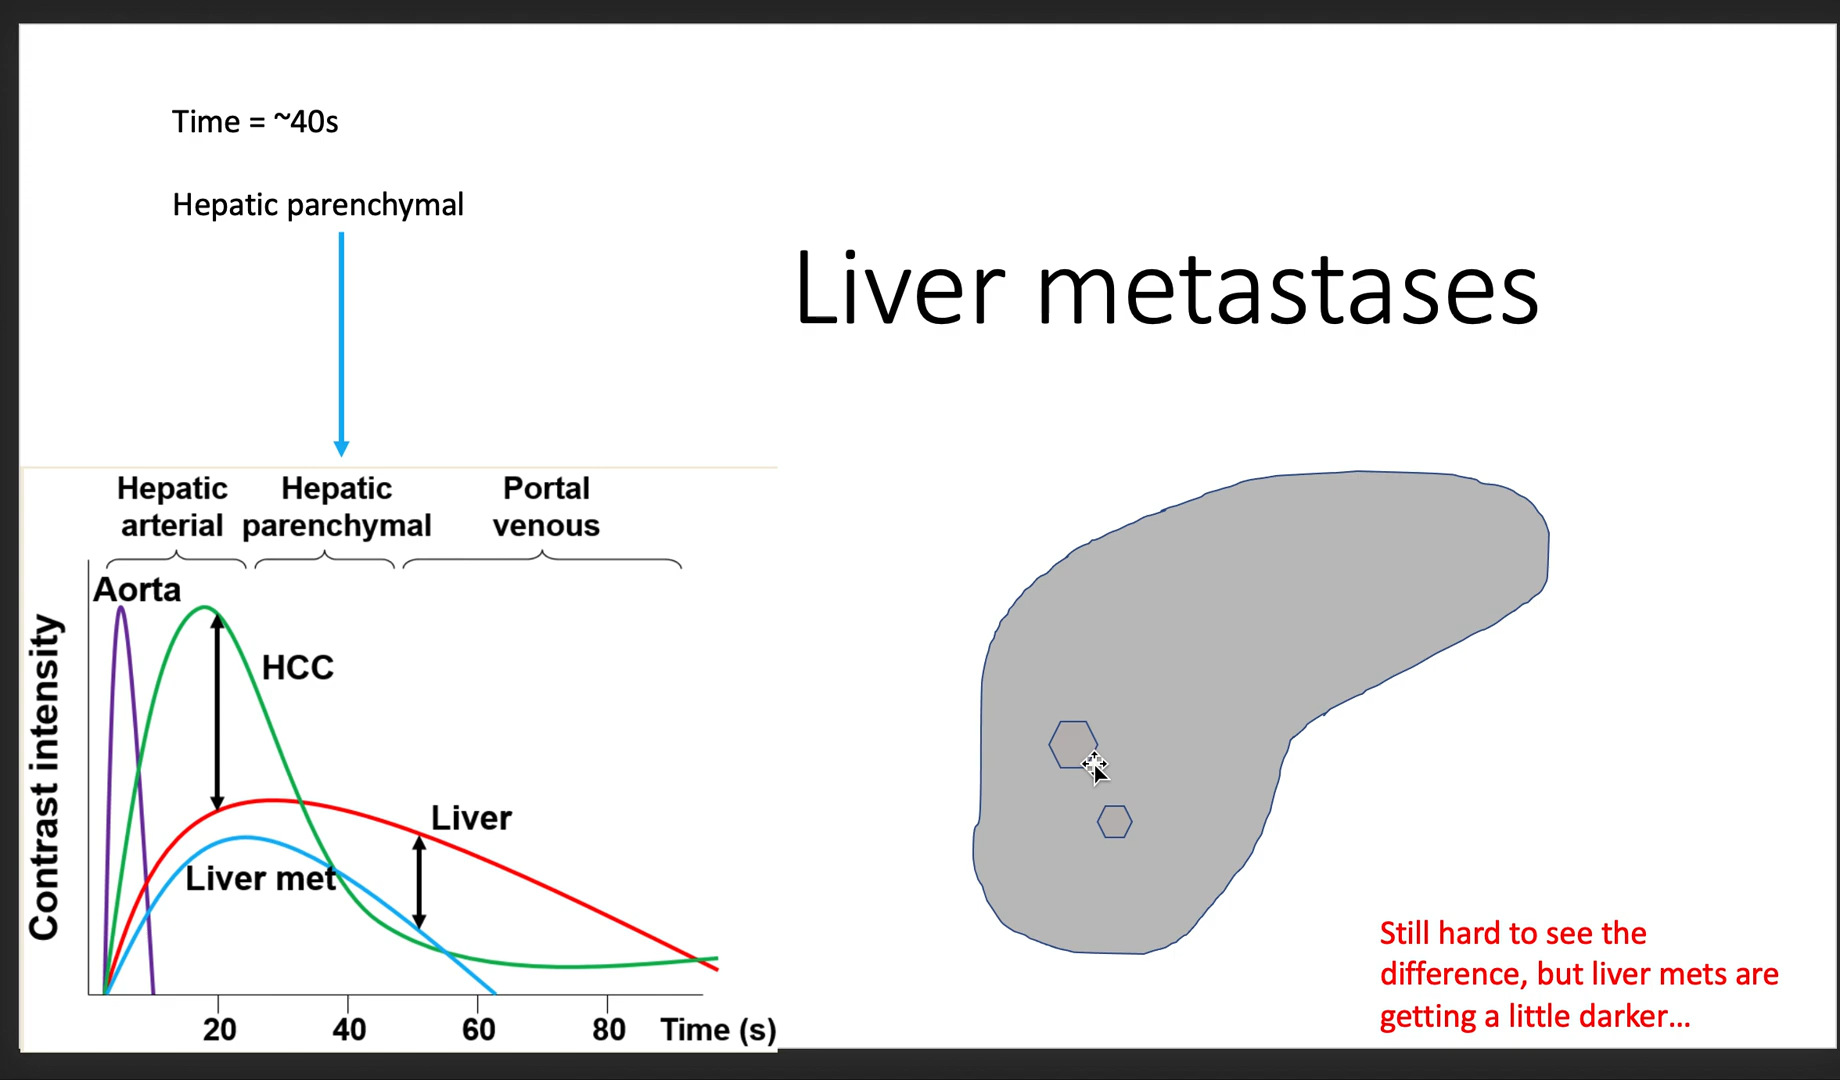 Time = ~40s
Hepatic parenchymal
Liver metastases
Hepatic
arterial
Hepatic
parenchymal
Portal
venous
Aorta
HCC
Liver
Liver met
Contrast intensity
20
40
60
80
Time (s)
Still hard to see the
difference, but liver mets are
getting a little darker...